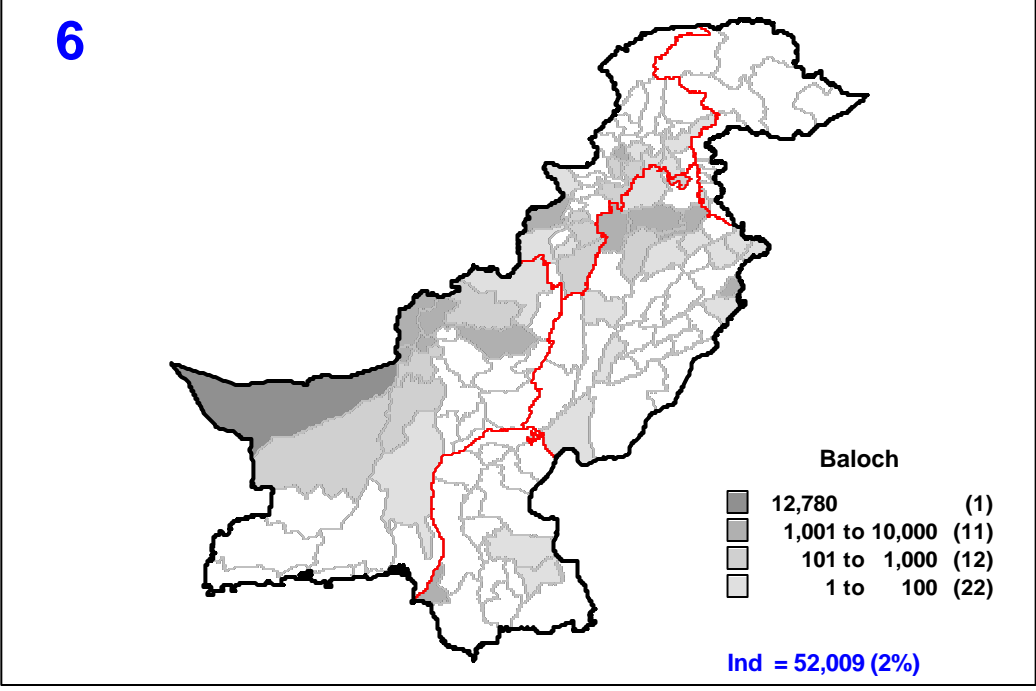 6
Baloch
12,780 (1)
1,001 to 10,000 (11)
101 to 1,000 (12)
1 to 100 (22)
Ind = 52,009 (2%)